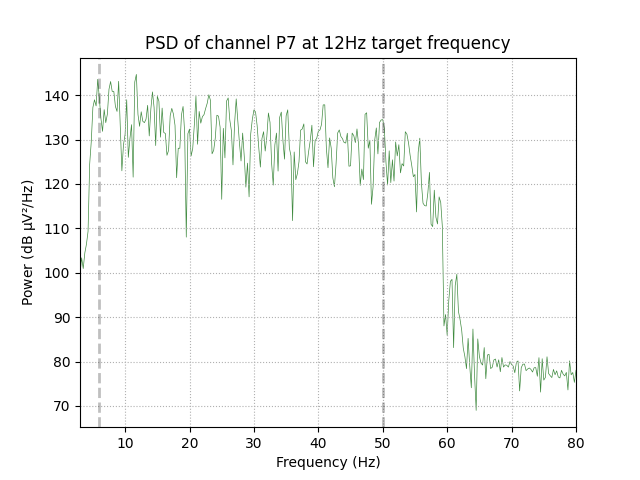 PSD of channel P7 at 12Hz target frequency
Power (dB µV²/Hz)
140
130
120
110
100
90
80
70
10 20 30 40 50 60 70 80
Frequency (Hz)